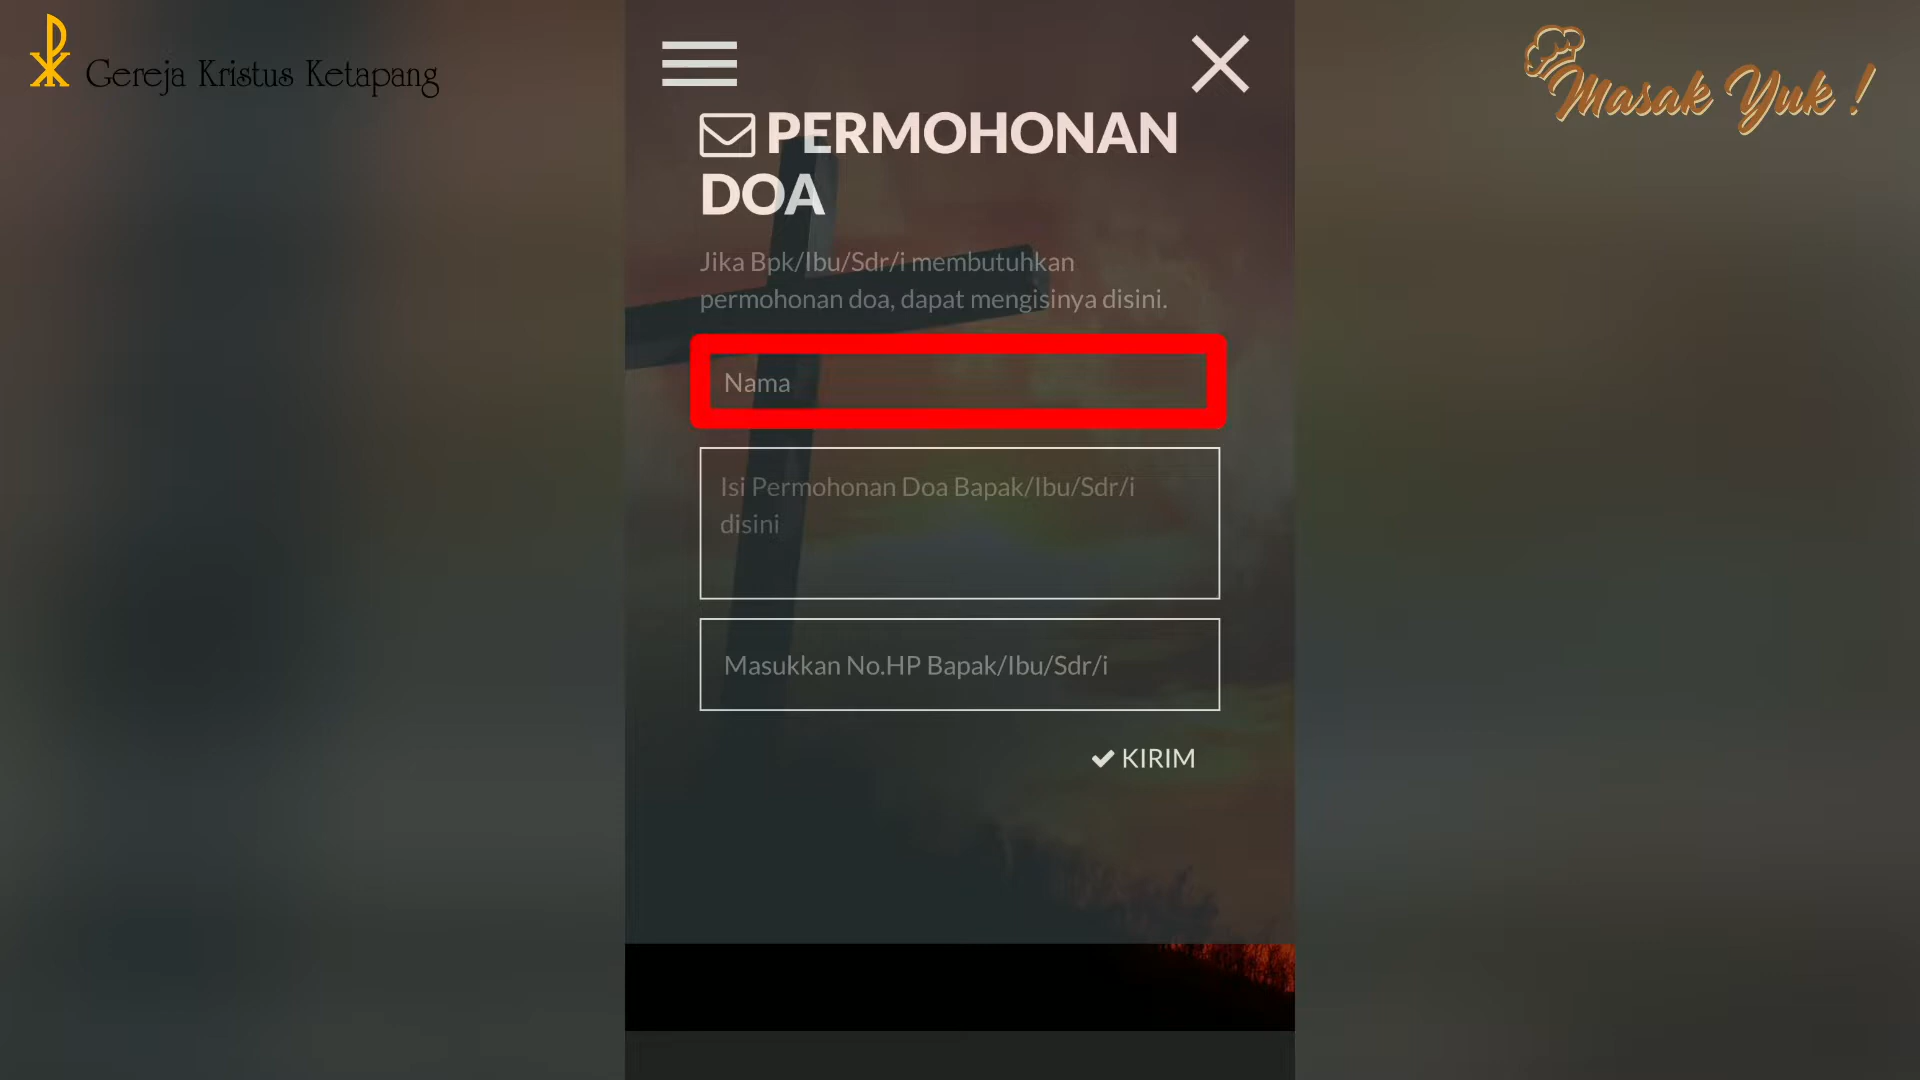 Gereja Kristus Ketapang
Masak Yuk !
PERMOHONAN
DOA
Jika Bpk/Ibu/Sdr/i membutuhkan
permohonan doa, dapat mengisinya disini.
Nama
Isi Permohonan Doa Bapak/Ibu/Sdr/i
disini
Masukkan No.HP Bapak/Ibu/Sdr/i
KIRIM